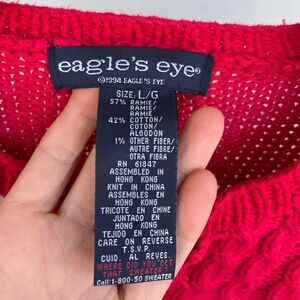 eagle's eye®
©1994 EAGLE'S EYE
SIZE: L/G
57% RAMIE/
RAMIE/
RAMIE
42% COTTON/
COTON/
ALGODON
1% OTHER FIBER/
AUTRE FIBRE/
OTRA FIBRA
RN 61847
ASSEMBLED IN
HONG KONG
KNIT IN CHINA
ASSEMBLÉ EN
HONG KONG
TRICOTE EN CHINE
JUNTADO EN
HONG KONG
TEJIDO EN CHINA
CARE ON REVERSE
T.S.V.P.
CUID. AL REVES.
WHERE DID YOU GET
THAT SWEATER?
Call:1-800-50 SWEATER